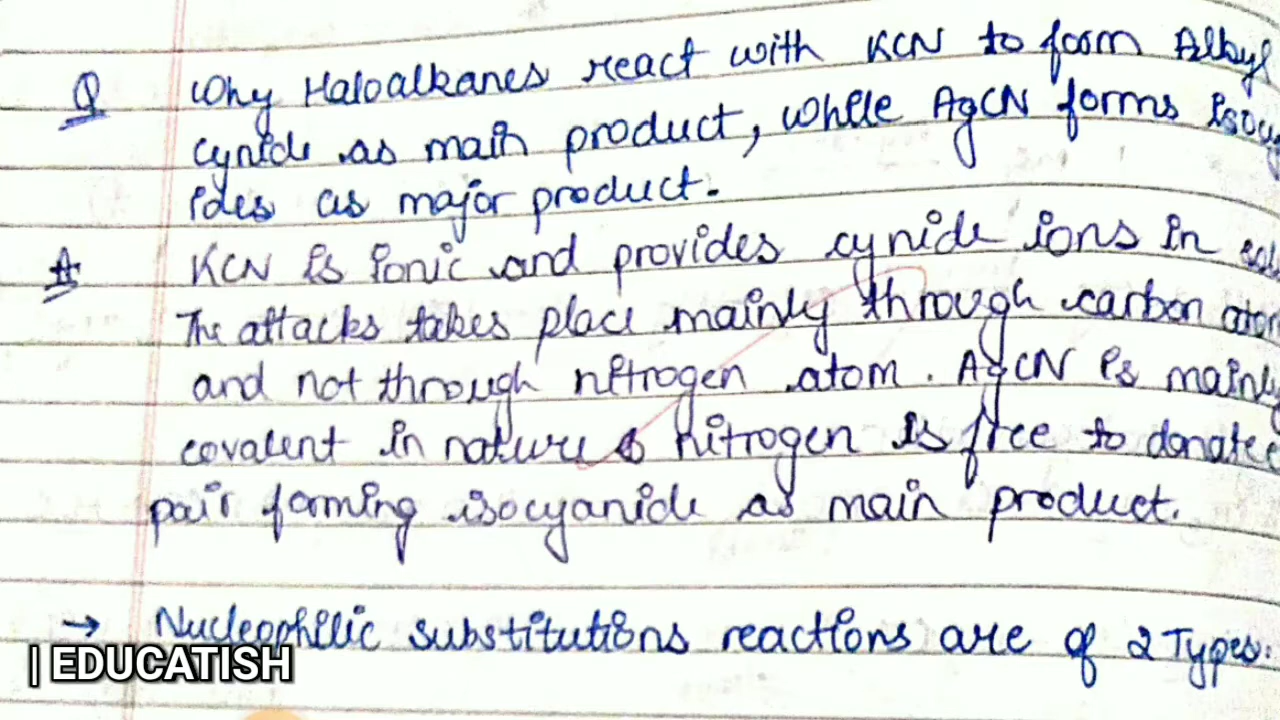 Q Why Haloalkanes react with KCN to form Alkyl
cynide as main product, while AgCN forms isocy
ides as major product.
A KCN is ionic and provides cynide ions in sol
The attacks takes place mainly through carbon atom
and not through nitrogen atom. AgCN is mainly
covalent in nature & nitrogen is free to donate e
pair forming isocyanide as main product.
→ Nucleophilic substitutions reactions are of 2 Types.
| EDUCATISH